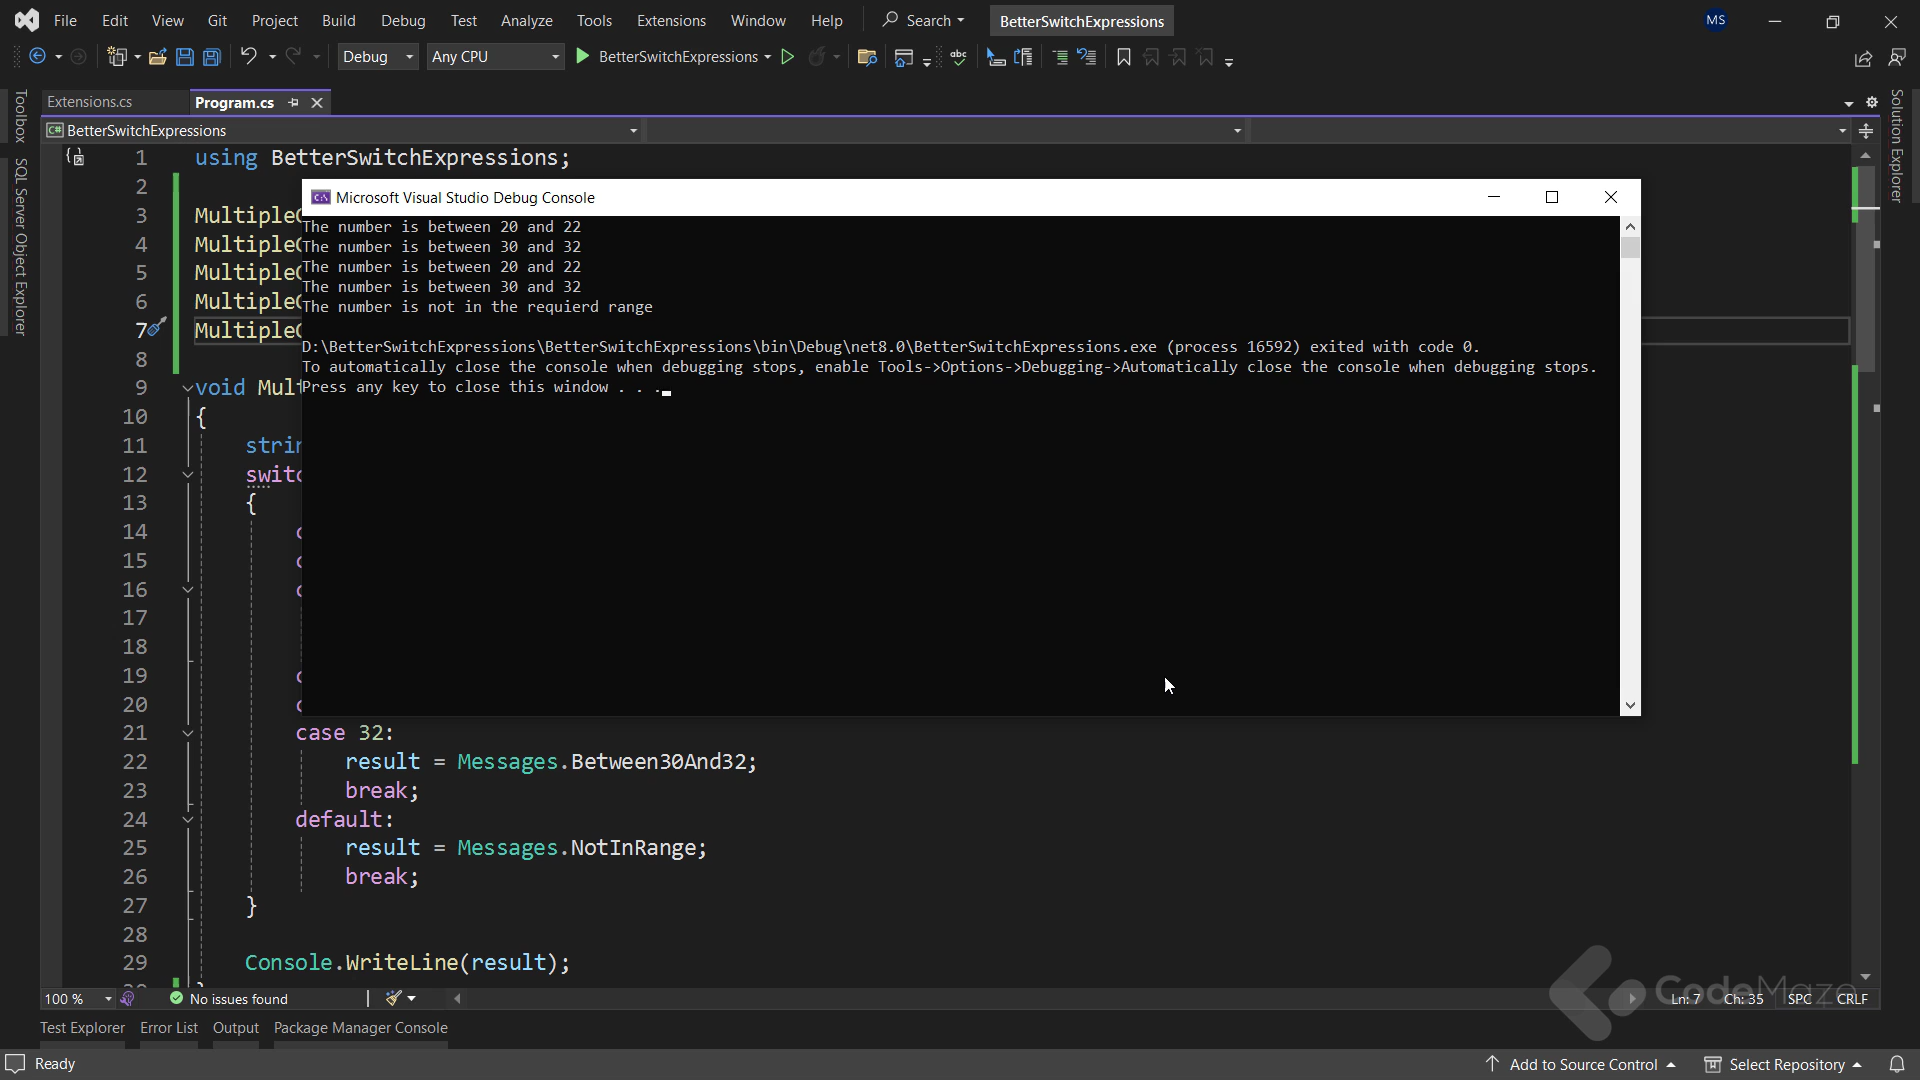 File Edit View Git Project Build Debug Test Analyze Tools Extensions Window Help Search BetterSwitchExpressions MS
Debug Any CPU BetterSwitchExpressions abc
Extensions.cs Program.cs
C# BetterSwitchExpressions
Toolbox
SQL Server Object Explorer
Solution Explorer
1 using BetterSwitchExpressions;
2
3 Multiple
4 Multiple
5 Multiple
6 Multiple
7 Multiple
8
9 void Mul
10 {
11 strin
12 switc
13 {
14
15
16
17
18
19
20
21 case 32:
22 result = Messages.Between30And32;
23 break;
24 default:
25 result = Messages.NotInRange;
26 break;
27 }
28
29 Console.WriteLine(result);
C:\ Microsoft Visual Studio Debug Console
The number is between 20 and 22
The number is between 30 and 32
The number is between 20 and 22
The number is between 30 and 32
The number is not in the requierd range
D:\BetterSwitchExpressions\BetterSwitchExpressions\bin\Debug\net8.0\BetterSwitchExpressions.exe (process 16592) exited with code 0.
To automatically close the console when debugging stops, enable Tools->Options->Debugging->Automatically close the console when debugging stops.
Press any key to close this window . . .
100 % No issues found Ln: 7 Ch: 35 SPC CRLF
CodeMaze
Test Explorer Error List Output Package Manager Console
Ready Add to Source Control Select Repository